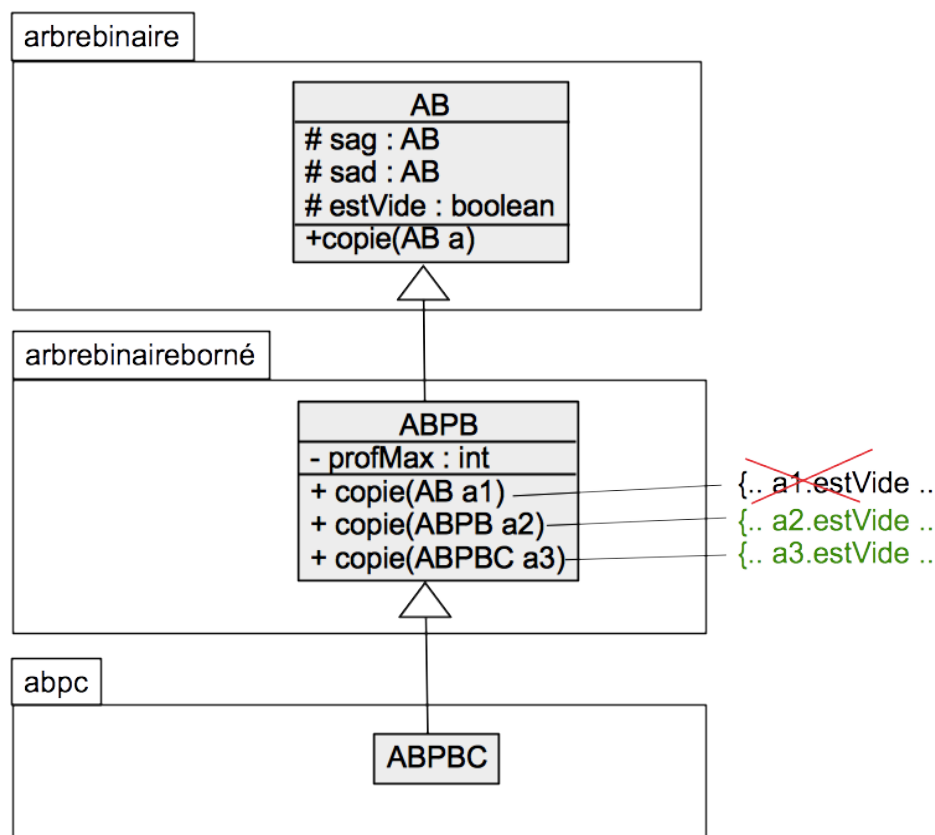 arbrebinaire
AB
# sag : AB
# sad : AB
# estVide : boolean
+copie(AB a)
arbrebinaireborné
ABPB
- profMax : int
+ copie(AB a1)
{.. a1.estVide ..
+ copie(ABPB a2)
{.. a2.estVide ..
+ copie(ABPBC a3)
{.. a3.estVide ..
abpc
ABPBC